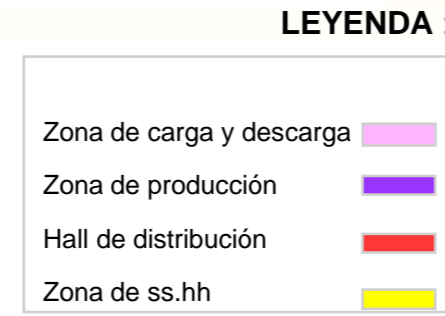 LEYENDA :
Zona de carga y descarga
Zona de producción
Hall de distribución
Zona de ss.hh